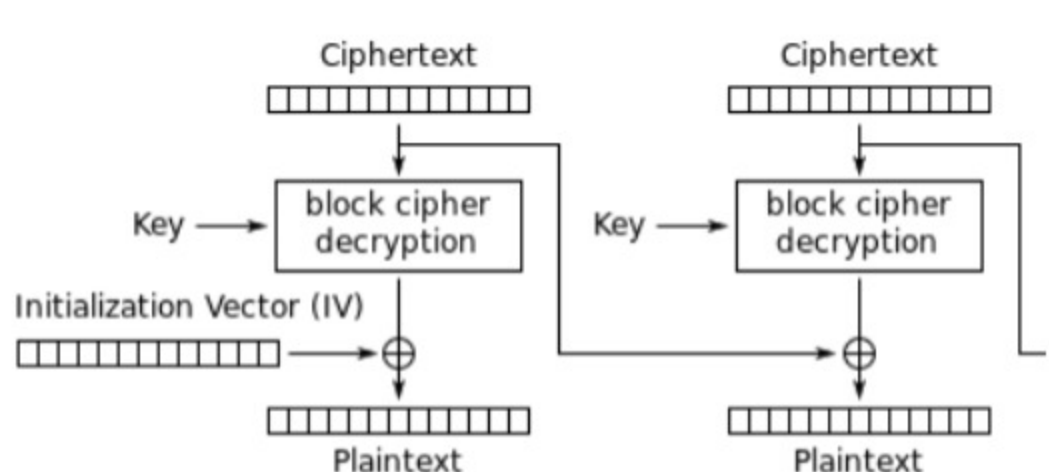 Ciphertext
Ciphertext
block cipher
decryption
block cipher
decryption
Key
Key
Initialization Vector (IV)
Plaintext
Plaintext